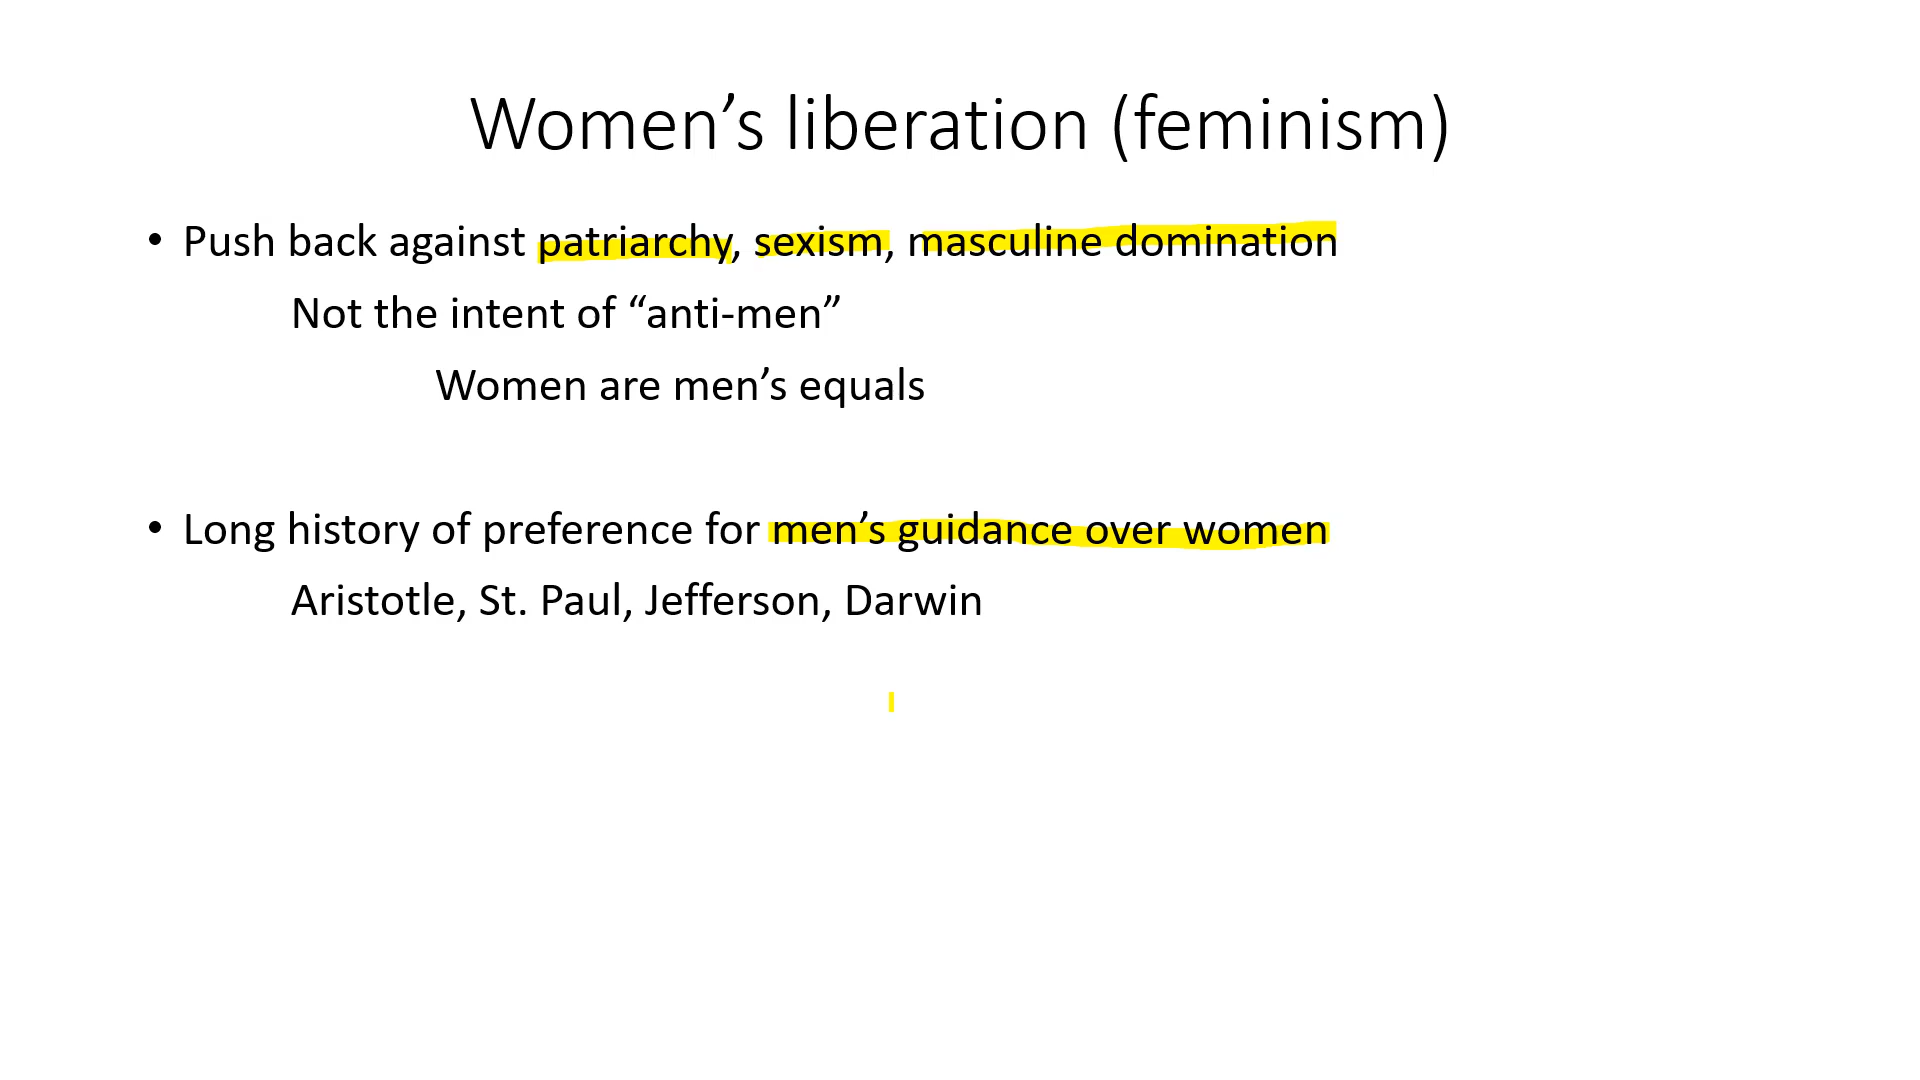 Women’s liberation (feminism)
• Push back against patriarchy, sexism, masculine domination
Not the intent of “anti-men”
Women are men’s equals
• Long history of preference for men’s guidance over women
Aristotle, St. Paul, Jefferson, Darwin